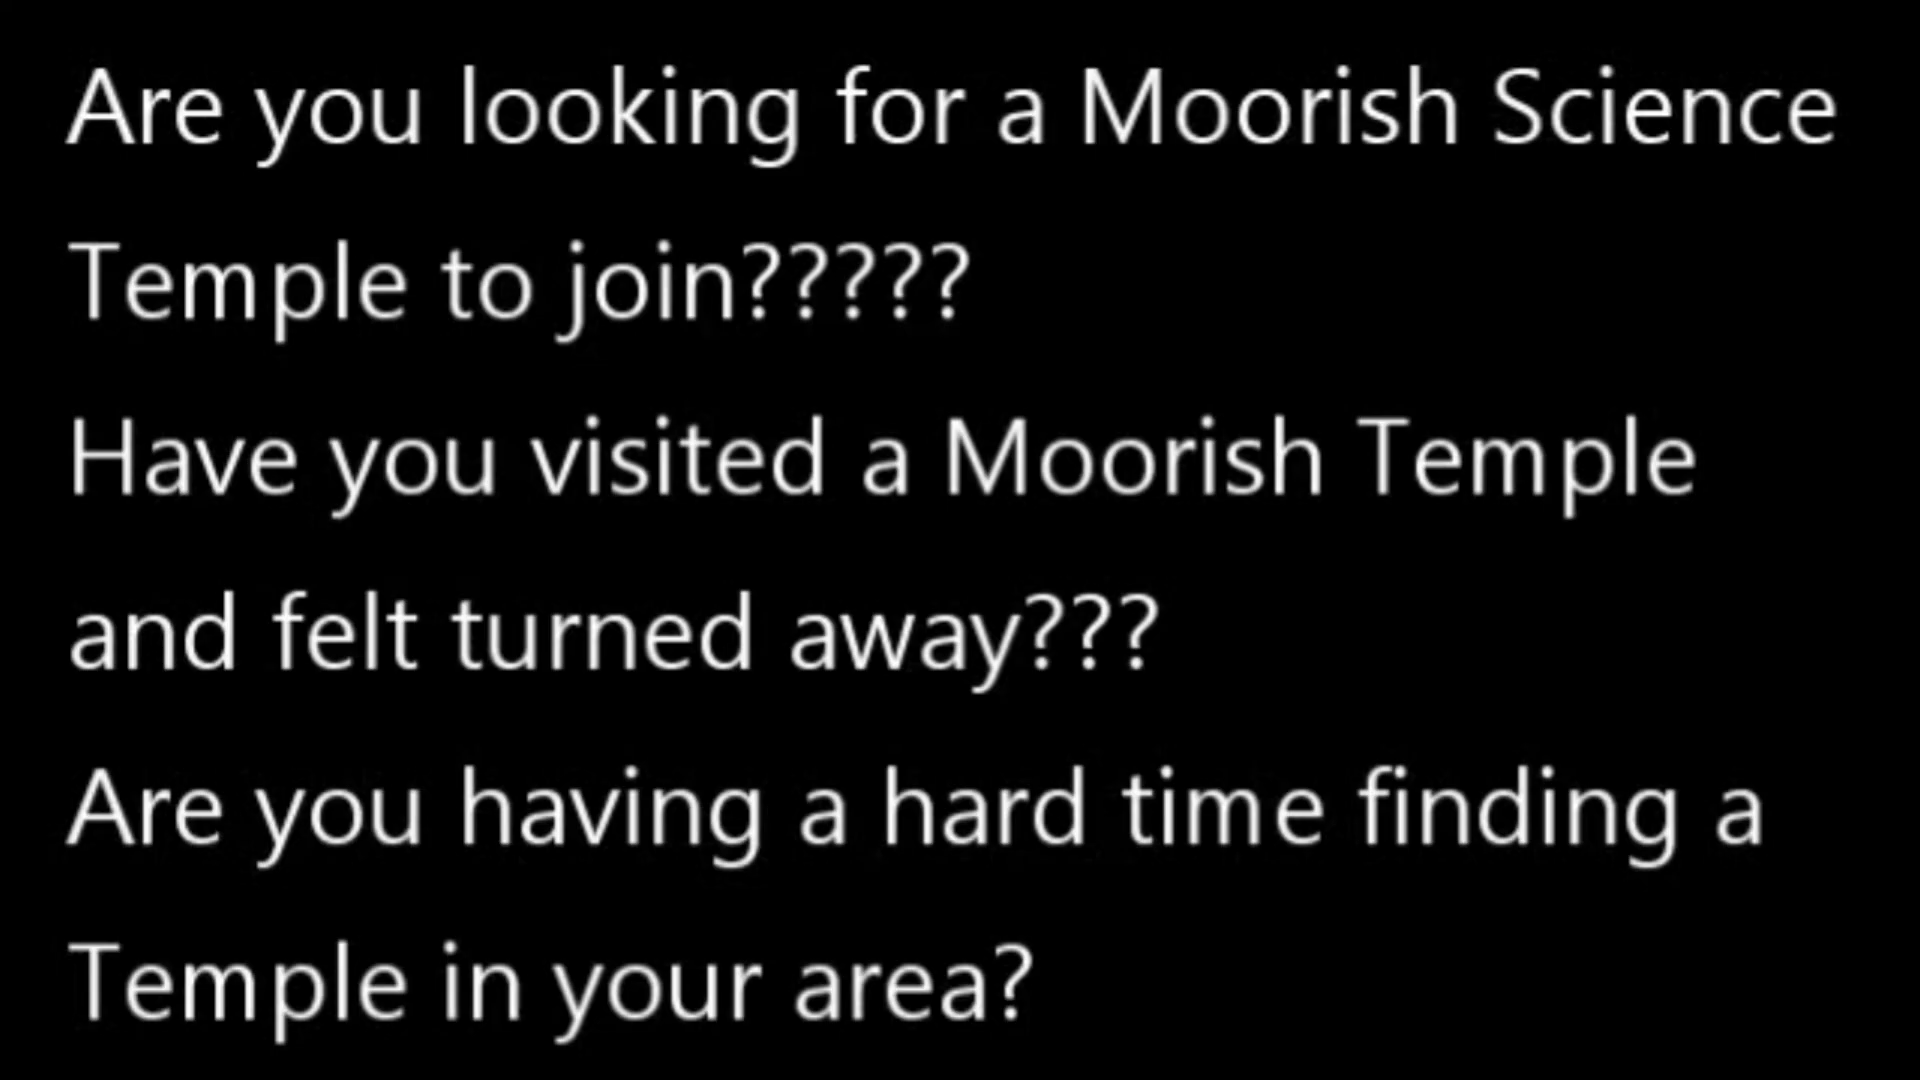 Are you looking for a Moorish Science
Temple to join?????
Have you visited a Moorish Temple
and felt turned away???
Are you having a hard time finding a
Temple in your area?